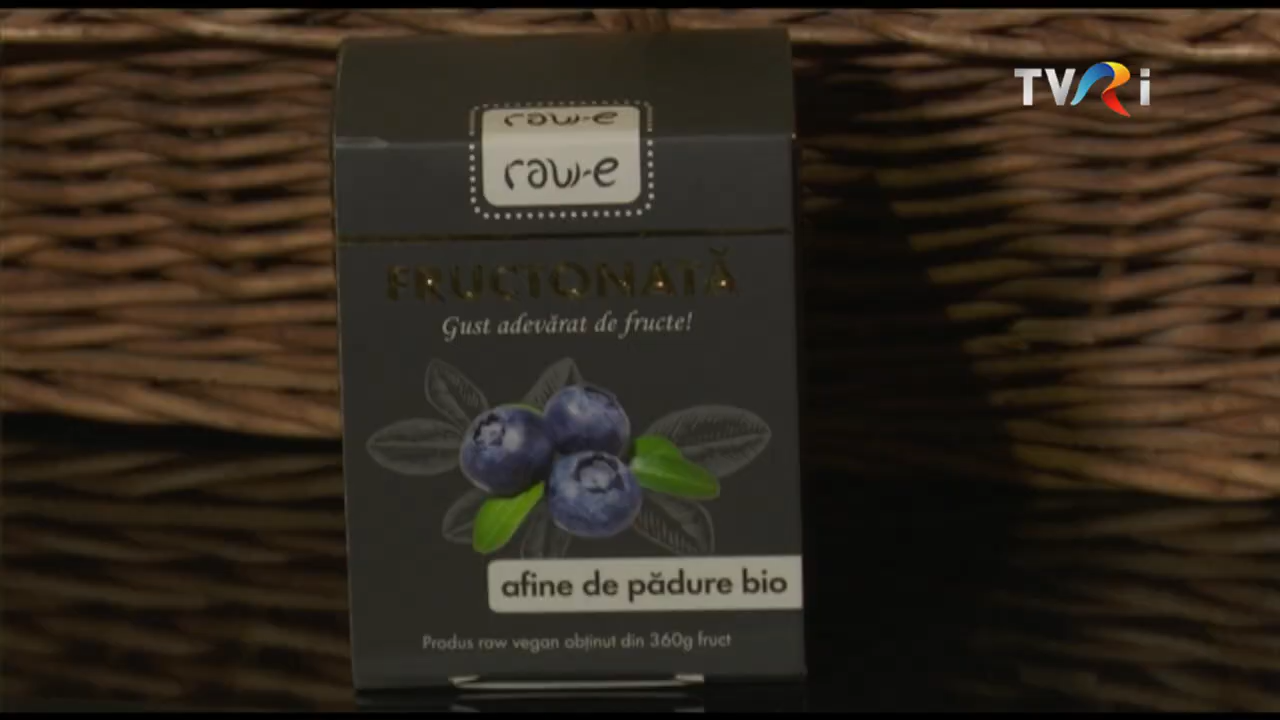 TVRi
raw-e
raw-e
FRUCTONATĂ
Gust adevărat de fructe!
afine de pădure bio
Produs raw vegan obținut din 360g fruct